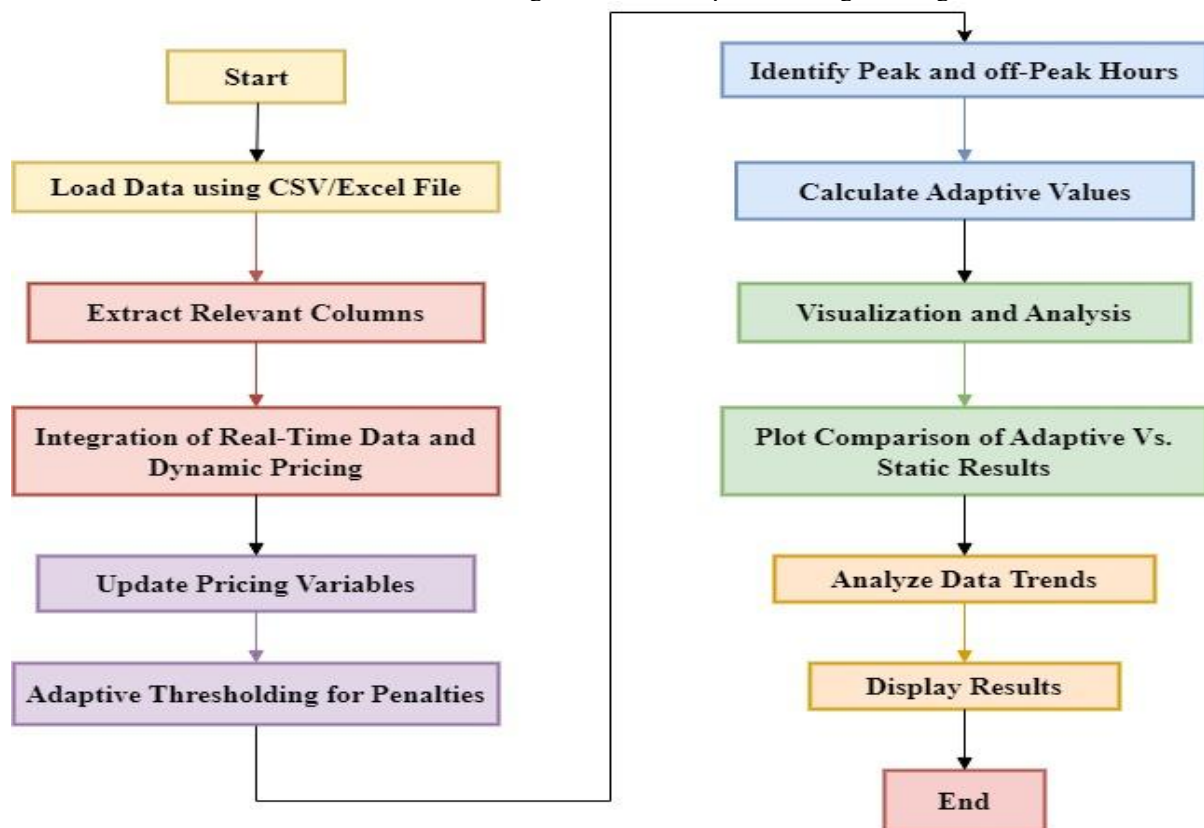 Start
Load Data using CSV/Excel File
Extract Relevant Columns
Integration of Real-Time Data and
Dynamic Pricing
Update Pricing Variables
Adaptive Thresholding for Penalties
Identify Peak and off-Peak Hours
Calculate Adaptive Values
Visualization and Analysis
Plot Comparison of Adaptive Vs.
Static Results
Analyze Data Trends
Display Results
End